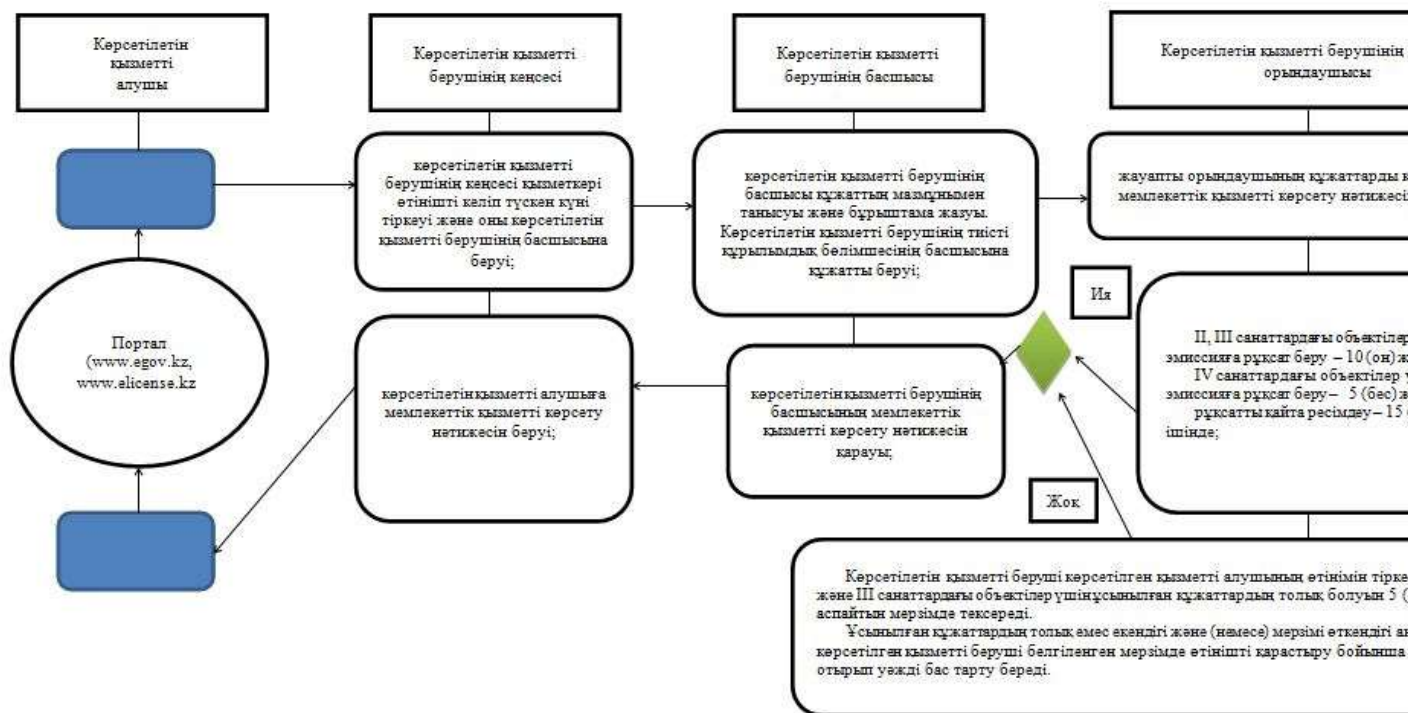 Көрсетілетін
қызметті
алушы
Көрсетілетін қызметті
берушінің кеңсесі
Көрсетілетін қызметті
берушінің басшысы
Көрсетілетін қызметті берушінің
орындаушысы
көрсетілетін қызметті
берушінің кеңсесі қызметкері
өтінішті келіп түскен күні
тіркеуі және оны көрсетілетін
қызметті берушінің басшысына
беруі;
көрсетілетін қызметті берушінің
басшысы құжаттың мазмұнымен
танысуы және бұрыштама жазуы.
Көрсетілетін қызметті берушінің тиісті
құрылымдық бөлімшесінің басшысына
құжатты беруі;
жауапты орындаушының құжаттарды
мемлекеттік қызметті көрсету нәтижесін
Ия
Портал
(www.egov.kz,
www.elicense.kz
көрсетілетін қызметті алушыға
мемлекеттік қызметті көрсету
нәтижесін беруі;
көрсетілетін қызметті берушінің
басшысының мемлекеттік
қызметті көрсету нәтижесін
қарауы;
II, III санаттардағы объектілер
эмиссияға рұқсат беру – 10 (он)
IV санаттардағы объектілер
эмиссияға рұқсат беру – 5 (бес)
рұқсатты қайта ресімдеу – 15
ішінде;
Жоқ
Көрсетілетін қызметті беруші көрсетілген қызметті алушының өтінімін
және III санаттардағы объектілер үшін ұсынылған құжаттардың толық болуын 5 (
аспайтын мерзімде тексереді.
Ұсынылған құжаттардың толық емес екендігі және (немесе) мерзімі өткендігі
көрсетілген қызметті беруші белгіленген мерзімде өтінішті қарастыру бойынша
отырып уәжді бас тарту береді.